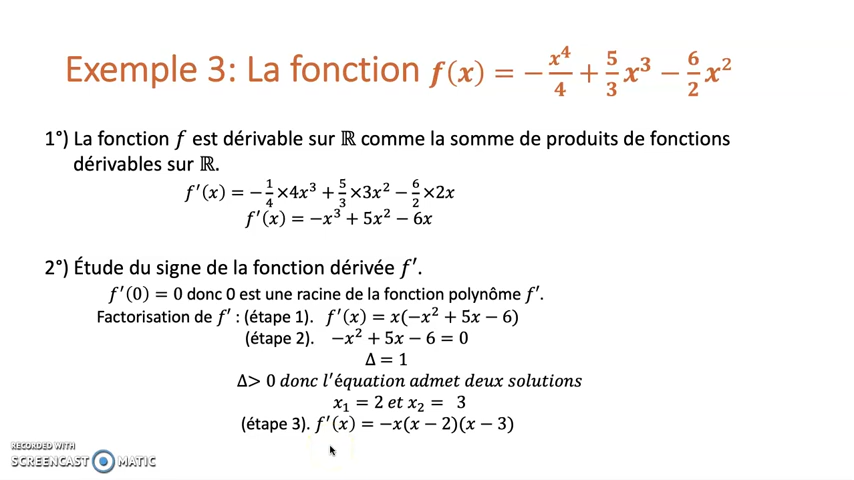 Exemple 3: La fonction f(x) = −x⁴/4 + 5/3 x³ − 6/2 x²
1°) La fonction f est dérivable sur ℝ comme la somme de produits de fonctions
dérivables sur ℝ.
f′(x) = −1/4 ×4x³ + 5/3 ×3x² − 6/2 ×2x
f′(x) = −x³ + 5x² − 6x
2°) Étude du signe de la fonction dérivée f′.
f′(0) = 0 donc 0 est une racine de la fonction polynôme f′.
Factorisation de f′ : (étape 1). f′(x) = x(−x² + 5x − 6)
(étape 2). −x² + 5x − 6 = 0
Δ = 1
Δ> 0 donc l′équation admet deux solutions
x₁ = 2 et x₂ = 3
(étape 3). f′(x) = −x(x − 2)(x − 3)
RECORDED WITH
SCREENCAST MATIC